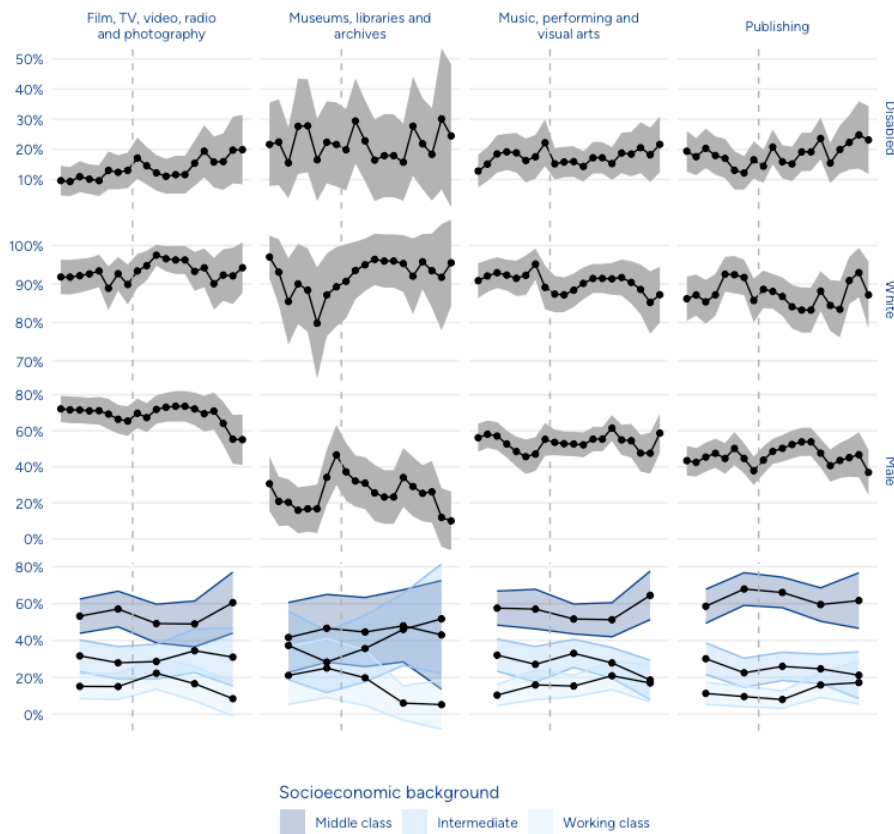 Film, TV, video, radio
and photography
Museums, libraries and
archives
Music, performing and
visual arts
Publishing
50%
40%
30%
20%
10%
Disabled
100%
90%
80%
70%
White
80%
60%
40%
20%
0%
Male
80%
60%
40%
20%
0%
Socioeconomic background
Middle class
Intermediate
Working class